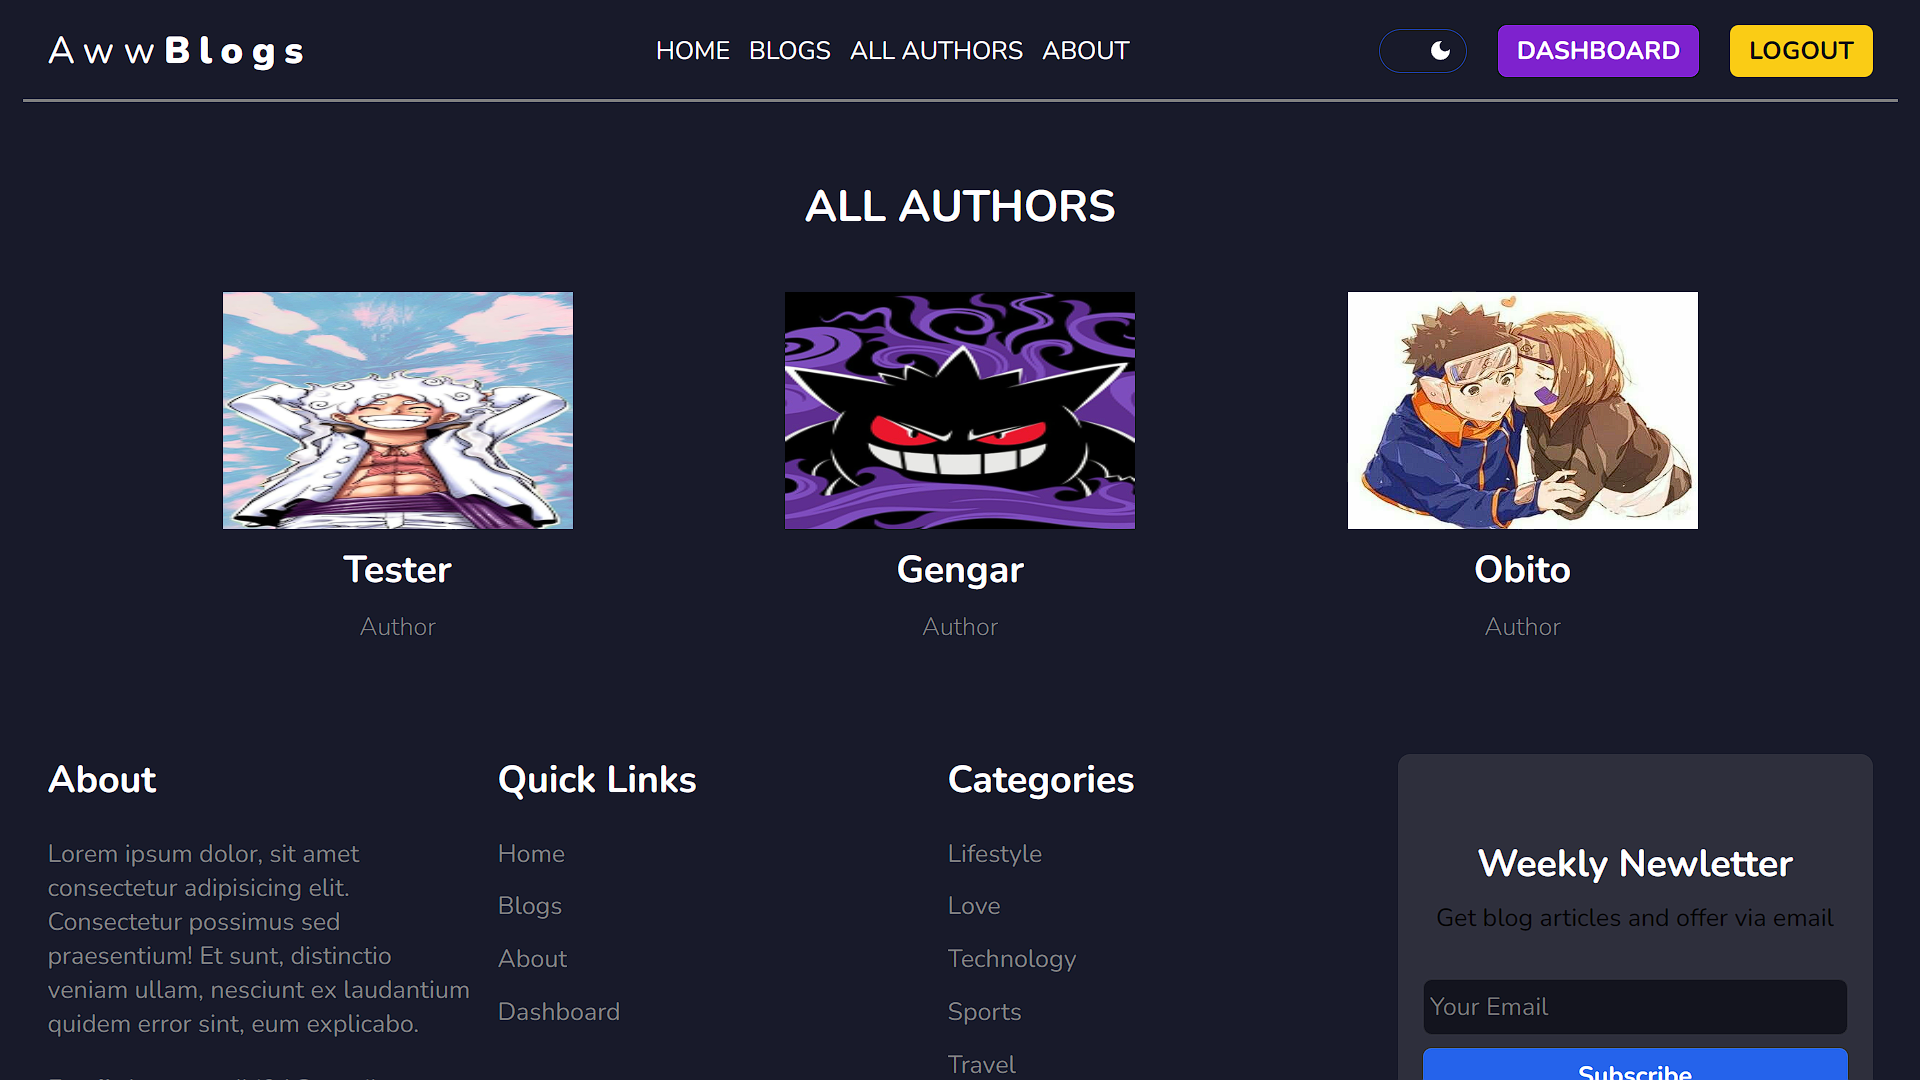 AwwBlogs
HOME BLOGS ALL AUTHORS ABOUT
DASHBOARD
LOGOUT
ALL AUTHORS
Tester
Author
Gengar
Author
Obito
Author
About
Lorem ipsum dolor, sit amet
consectetur adipisicing elit.
Consectetur possimus sed
praesentium! Et sunt, distinctio
veniam ullam, nesciunt ex laudantium
quidem error sint, eum explicabo.
Quick Links
Home
Blogs
About
Dashboard
Categories
Lifestyle
Love
Technology
Sports
Travel
Weekly Newletter
Get blog articles and offer via email
Your Email
Subscribe